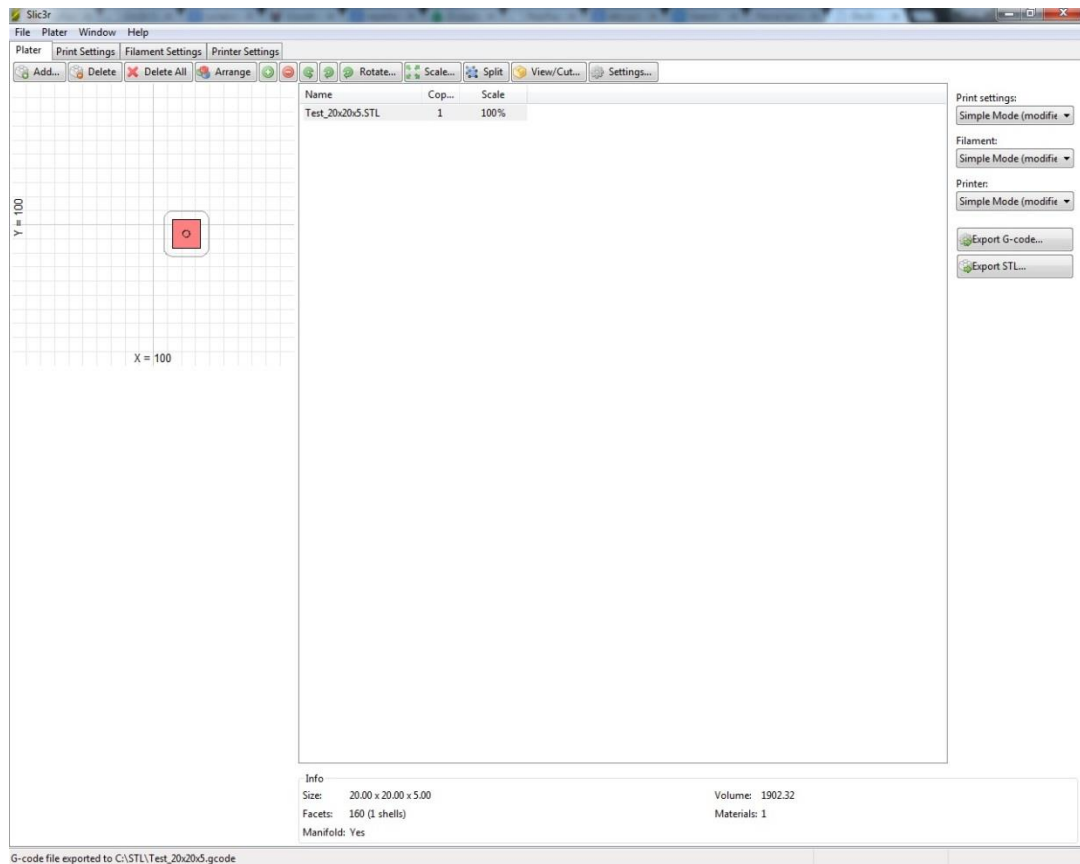 Slic3r
File Plater Window Help
Plater Print Settings Filament Settings Printer Settings
Add... Delete Delete All Arrange Rotate... Scale... Split View/Cut... Settings...
Name Cop... Scale
Test_20x20x5.STL 1 100%
Print settings:
Simple Mode (modifie
Filament:
Simple Mode (modifie
Printer:
Simple Mode (modifie
Export G-code...
Export STL...
Y = 100
X = 100
Info
Size: 20.00 x 20.00 x 5.00 Volume: 1902.32
Facets: 160 (1 shells) Materials: 1
Manifold: Yes
G-code file exported to C:\STL\Test_20x20x5.gcode